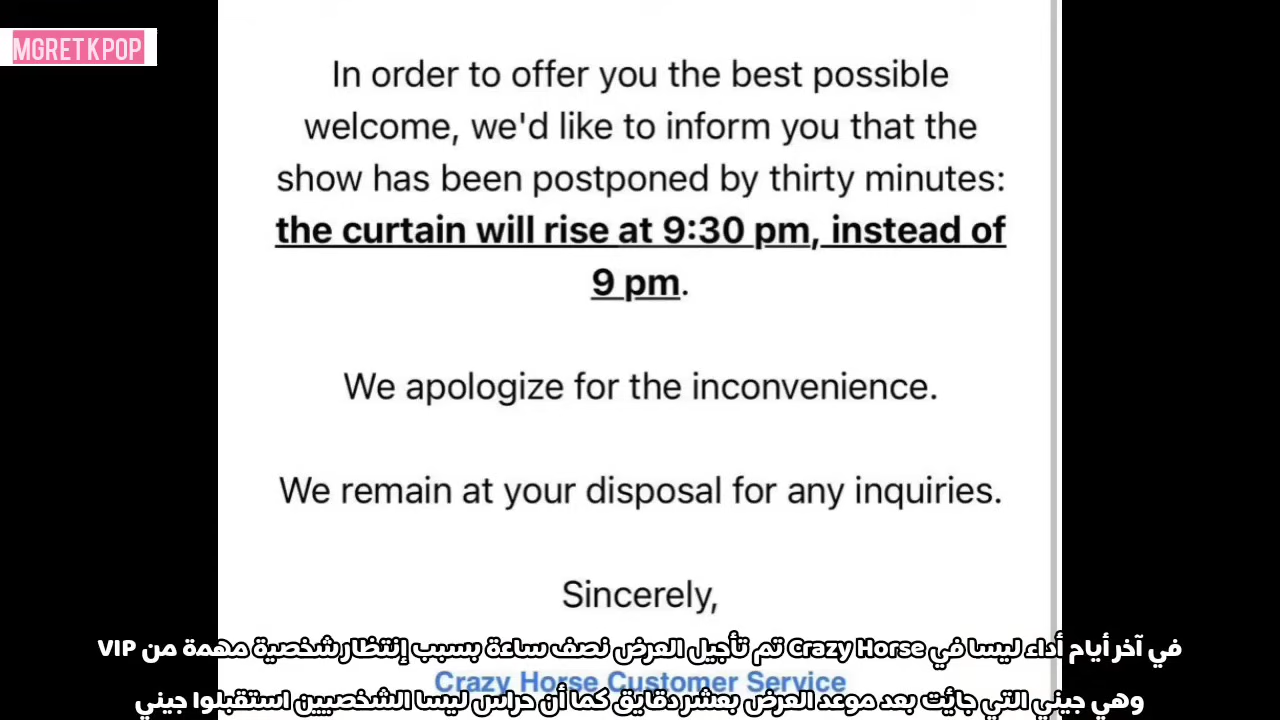 MGRETKPOP
In order to offer you the best possible
welcome, we'd like to inform you that the
show has been postponed by thirty minutes:
the curtain will rise at 9:30 pm, instead of
9 pm.
We apologize for the inconvenience.
We remain at your disposal for any inquiries.
Sincerely,
في آخر أيام أداء ليسا في Crazy Horse تم تأجيل العرض نصف ساعة بسبب إنتظار شخصية مهمة من VIP
Crazy Horse Customer Service
وهي جيني التي جائت بعد موعد العرض بعشر دقايق كما أن حراس ليسا الشخصيين استقبلوا جيني